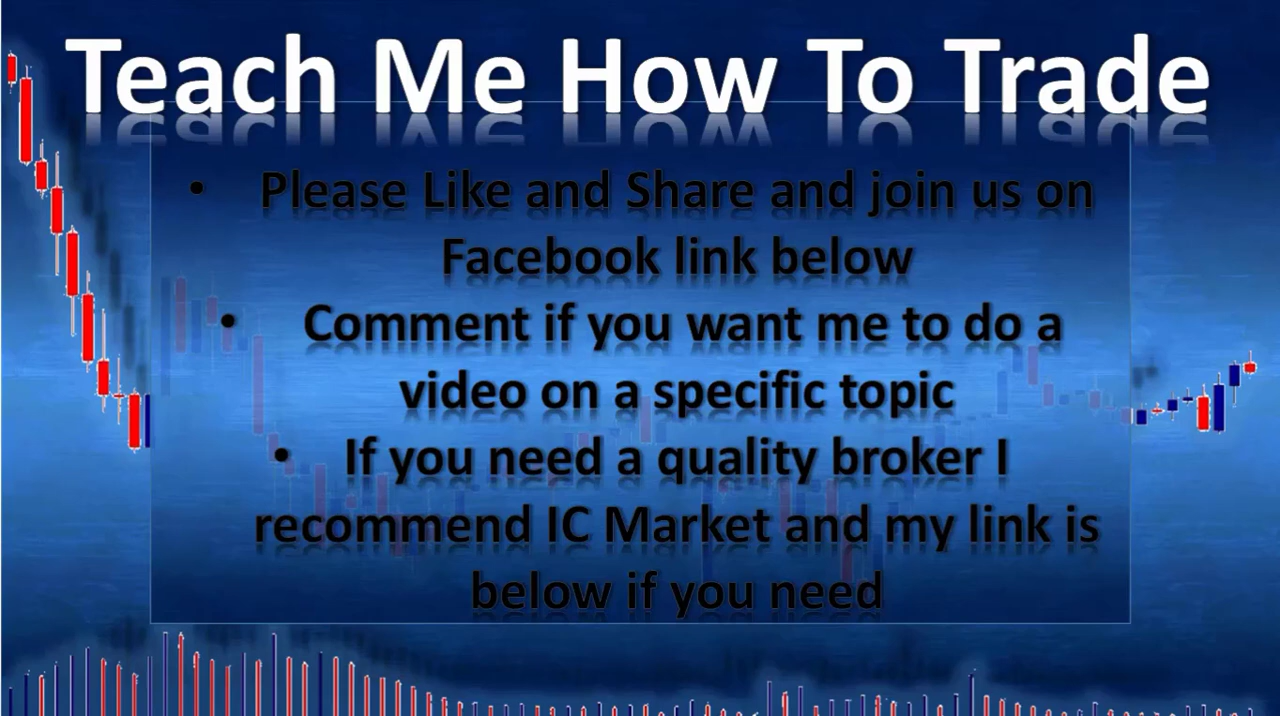 Teach Me How To Trade
• Please Like and Share and join us on
Facebook link below
• Comment if you want me to do a
video on a specific topic
• If you need a quality broker I
recommend IC Market and my link is
below if you need